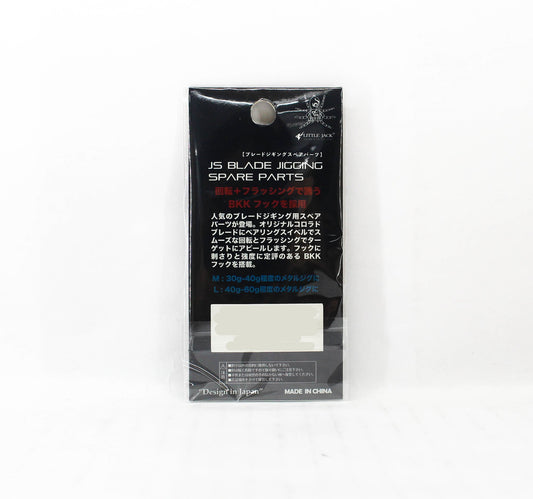 LITTLE JACK
【ブレードジギングスペアパーツ】
JS BLADE JIGGING
SPARE PARTS
回転+フラッシングで誘う
BKK フックを採用
人気のブレードジギング用スペア
パーツが登場。オリジナルコロラド
ブレードにベアリングスイベルでス
ムーズな回転とフラッシングでター
ゲットにアピールします。フックに
刺さりと強度に定評のある BKK
フックを搭載。
M：30g-40g程度のメタルジグに
L：40g-60g程度のメタルジグに
"Design in Japan"
MADE IN CHINA